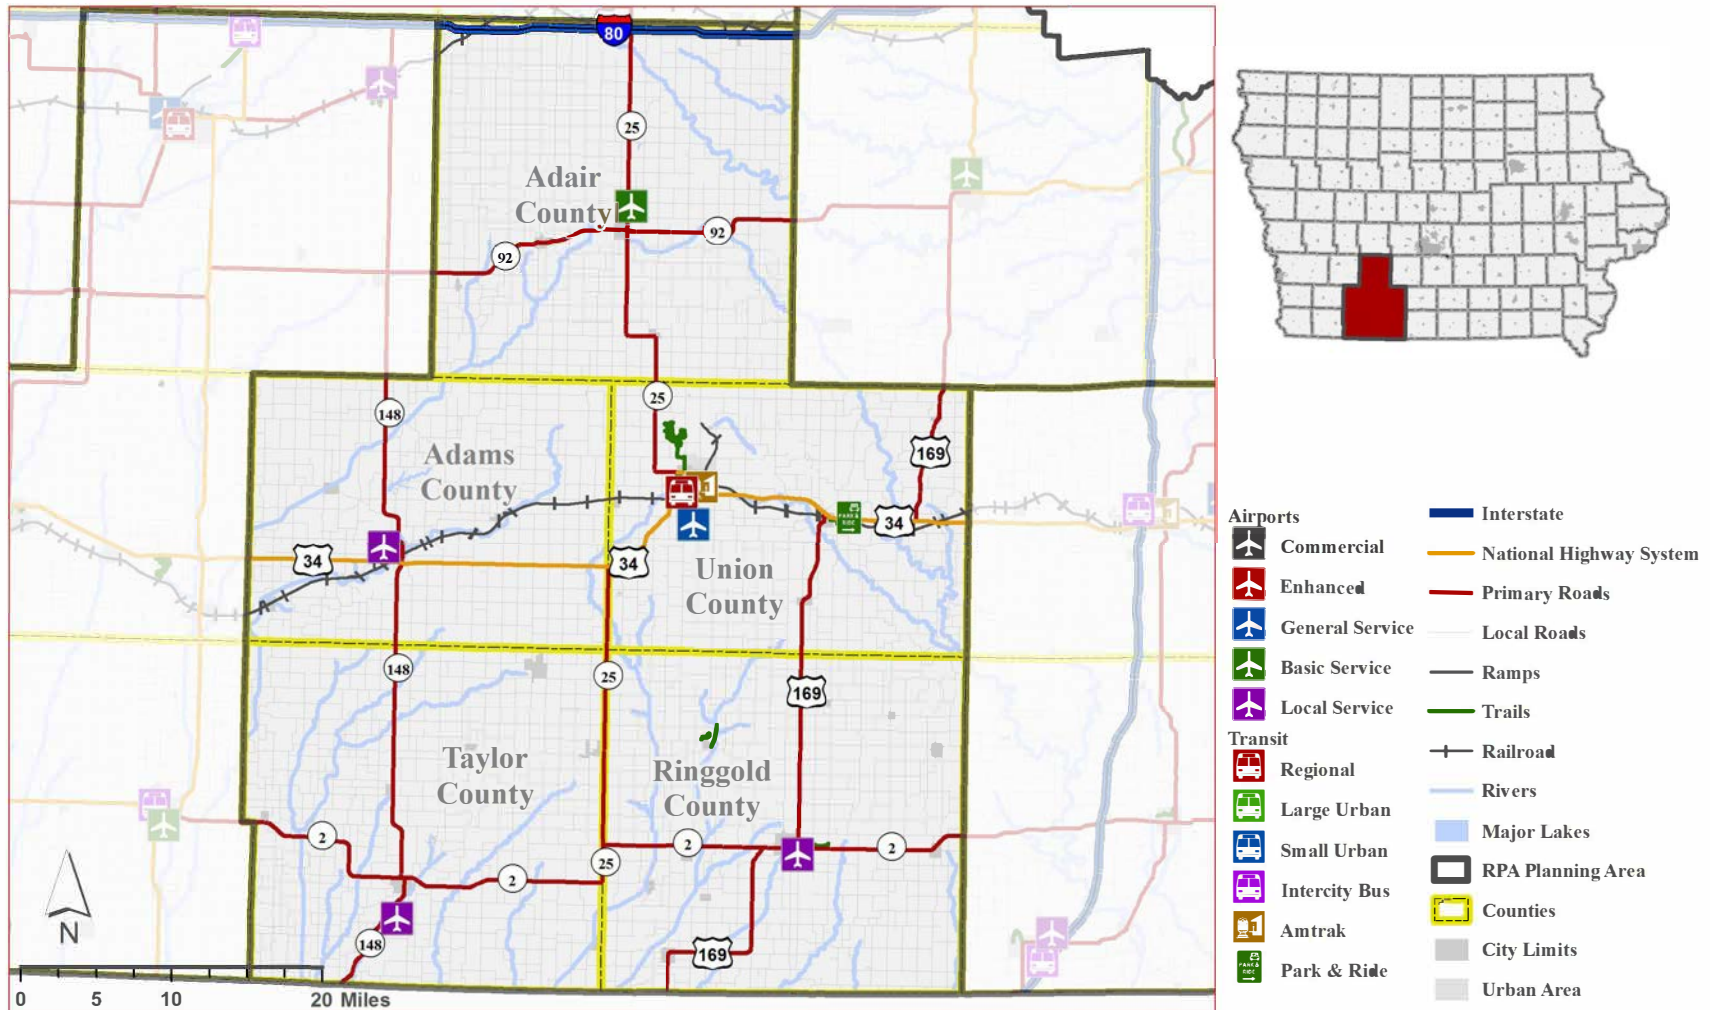 80
25
Adair
County
92
92
148
25
169
Adams
County
PARK &
RIDE
34
34
34
Union
County
148
25
169
Taylor
County
Ringgold
County
2
2
2
25
2
148
169
N
0 5 10 20 Miles
Airports
Commercial
Enhanced
General Service
Basic Service
Local Service
Transit
Regional
Large Urban
Small Urban
Intercity Bus
Amtrak
PARK &
RIDE
Park & Ride
Interstate
National Highway System
Primary Roads
Local Roads
Ramps
Trails
Railroad
Rivers
Major Lakes
RPA Planning Area
Counties
City Limits
Urban Area